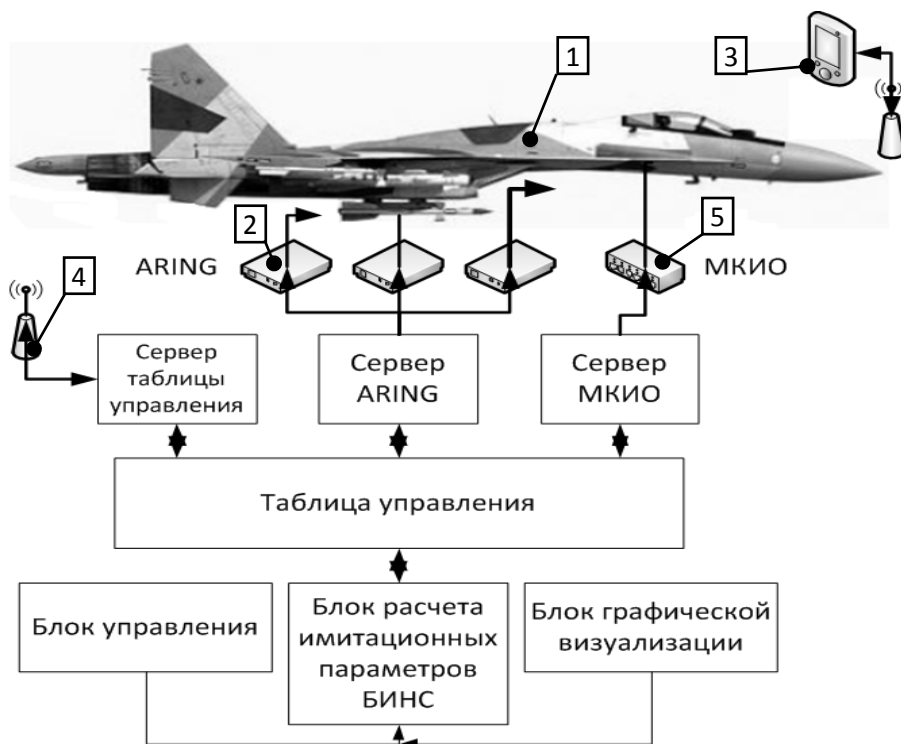 1
3
2
5
ARING
МКИО
4
Сервер
таблицы
управления
Сервер
ARING
Сервер
МКИО
Таблица управления
Блок управления
Блок расчета
имитационных
параметров
БИНС
Блок графической
визуализации